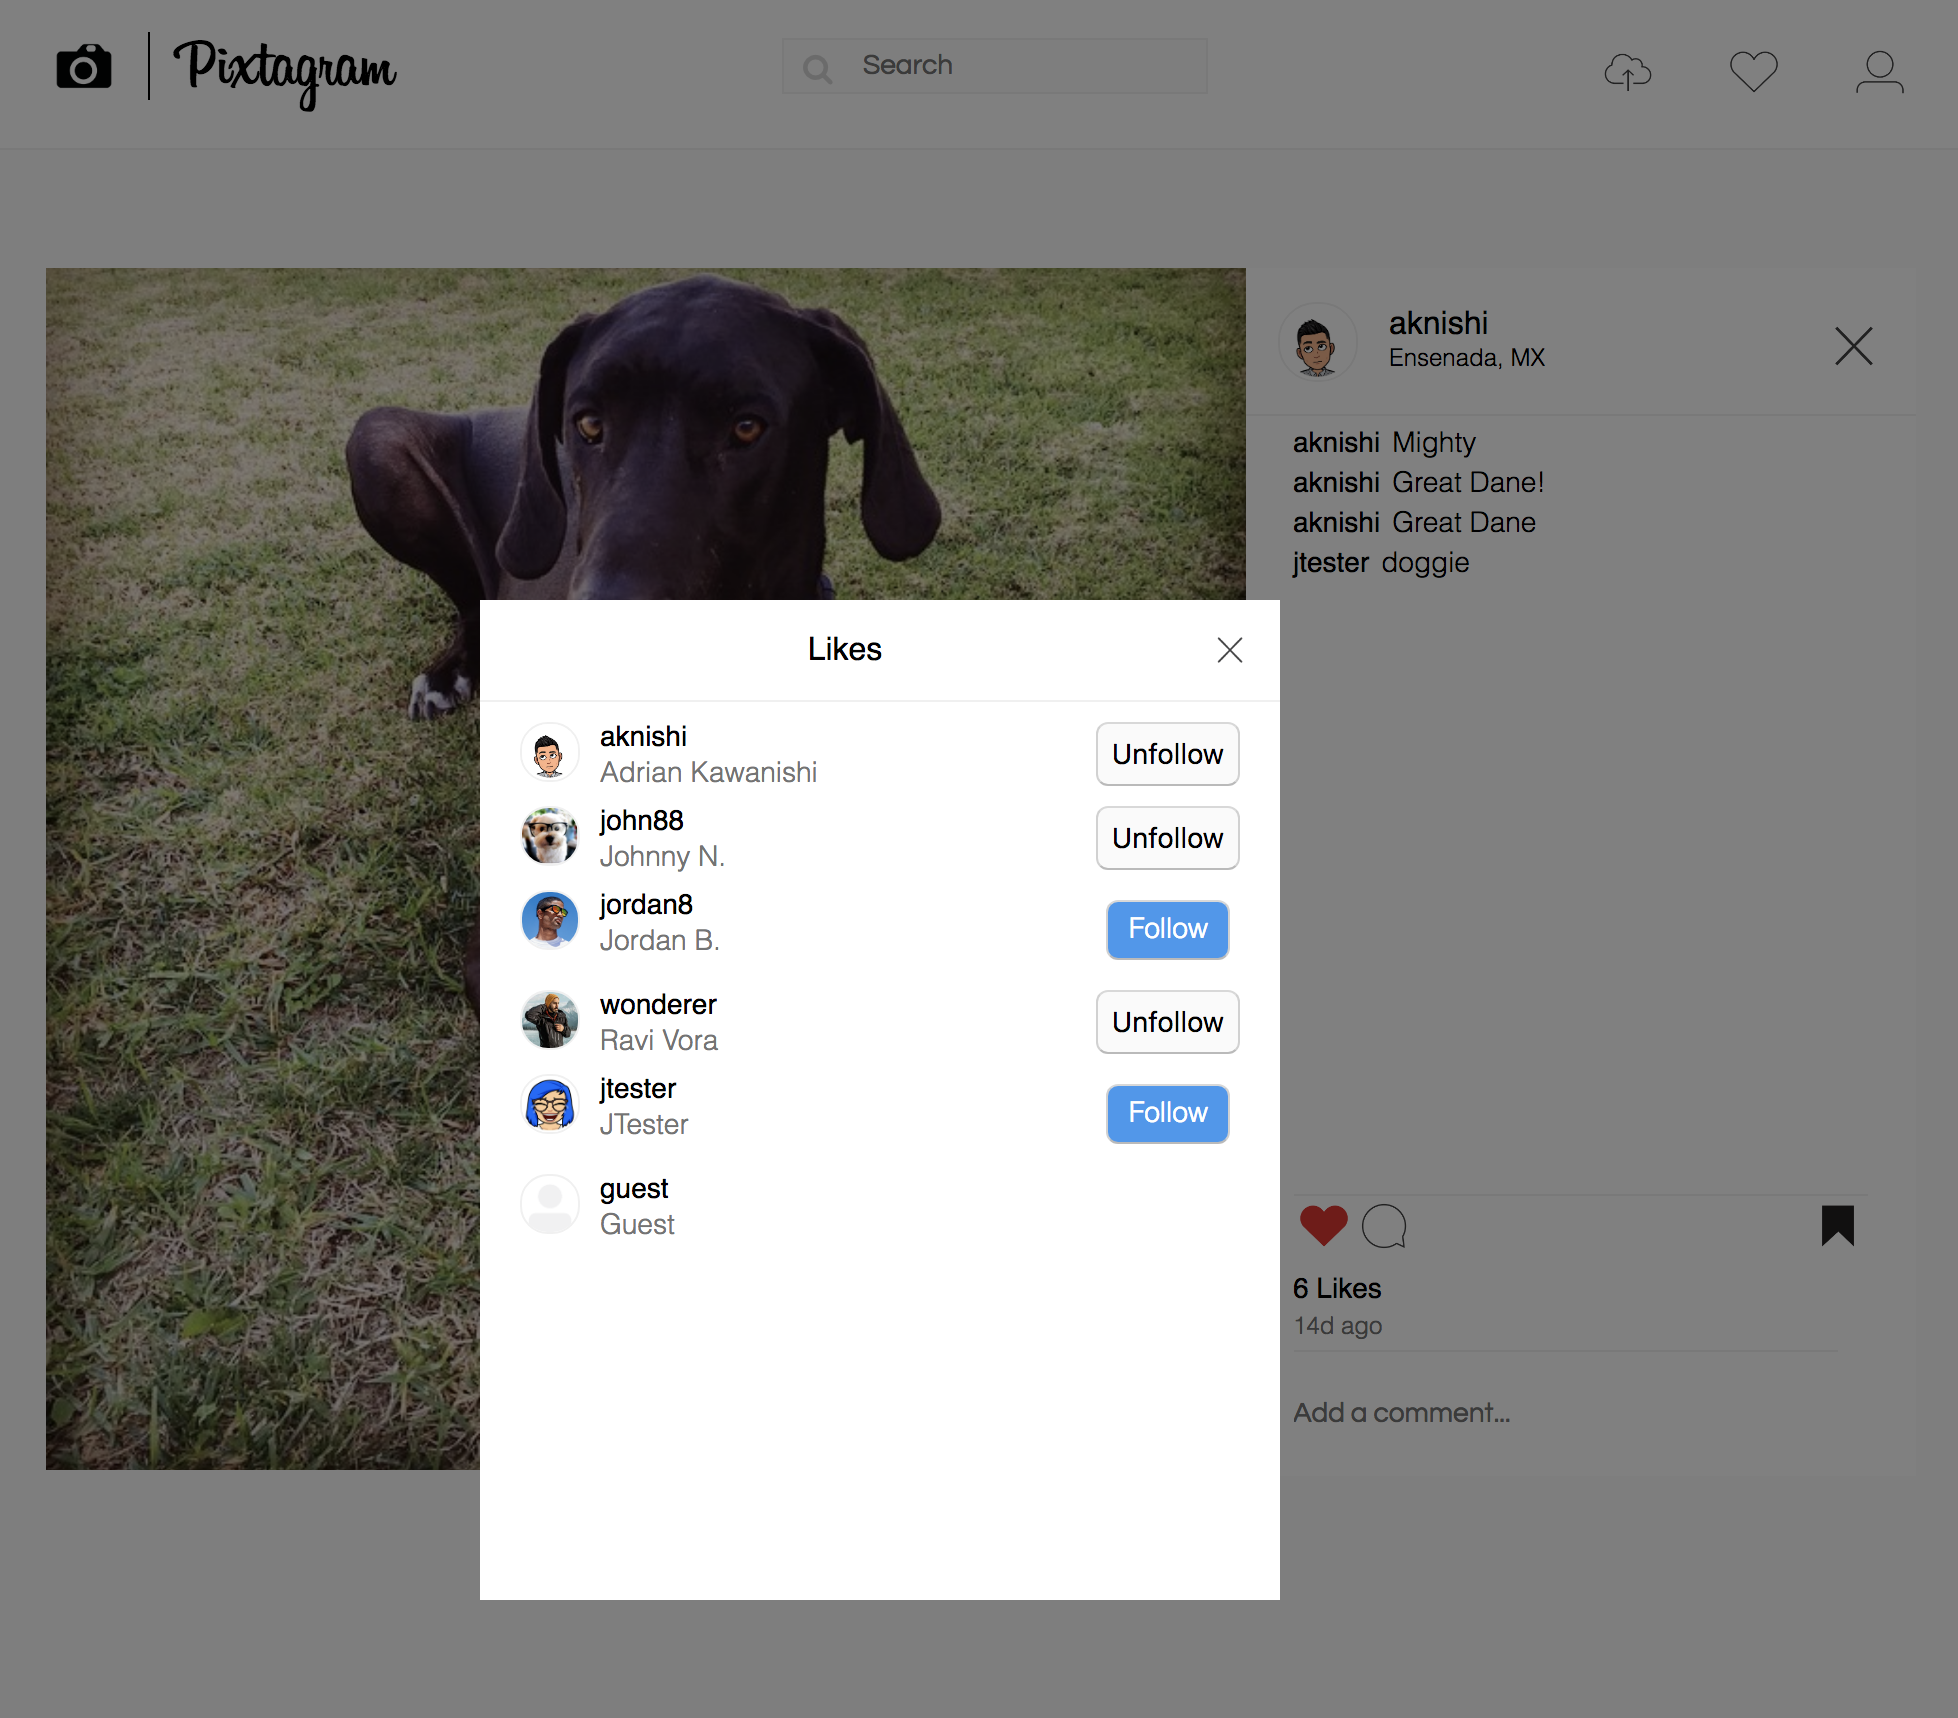 Pixtagram
Search
aknishi
Ensenada, MX
aknishi Mighty
aknishi Great Dane!
aknishi Great Dane
jtester doggie
Likes
aknishi
Adrian Kawanishi
Unfollow
john88
Johnny N.
Unfollow
jordan8
Jordan B.
Follow
wonderer
Ravi Vora
Unfollow
jtester
JTester
Follow
guest
Guest
6 Likes
14d ago
Add a comment...